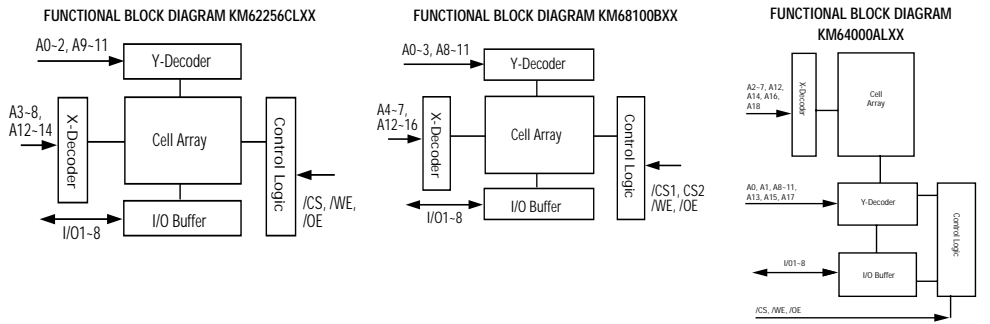 FUNCTIONAL BLOCK DIAGRAM KM62256CLXX
A0~2, A9~11
Y-Decoder
A3~8,
A12~14
X-Decoder
Cell Array
Control Logic
/CS, /WE,
/OE
I/O1~8
I/O Buffer
FUNCTIONAL BLOCK DIAGRAM KM68100BXX
A0~3, A8~11
Y-Decoder
A4~7,
A12~16
X-Decoder
Cell Array
Control Logic
/CS1, CS2
/WE, /OE
I/O1~8
I/O Buffer
FUNCTIONAL BLOCK DIAGRAM
KM64000ALXX
A2~7, A12,
A14, A16,
A18
X-Decoder
Cell
Array
A0, A1, A8~11,
A13, A15, A17
Y-Decoder
Control Logic
I/01~8
I/O Buffer
/CS, /WE, /OE